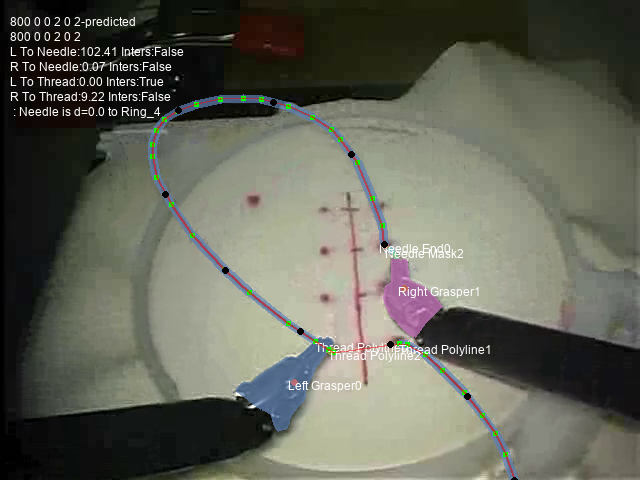 800 0 0 2 0 2-predicted
800 0 0 2 0 2
L To Needle:102.41 Inters:False
R To Needle:0.07 Inters:False
L To Thread:0.00 Inters:True
R To Thread:9.22 Inters:False
: Needle is d=0.0 to Ring_4
Needle End0
Needle Mask2
Right Grasper1
Thread Polyline1
Thread Polyline2
Left Grasper0